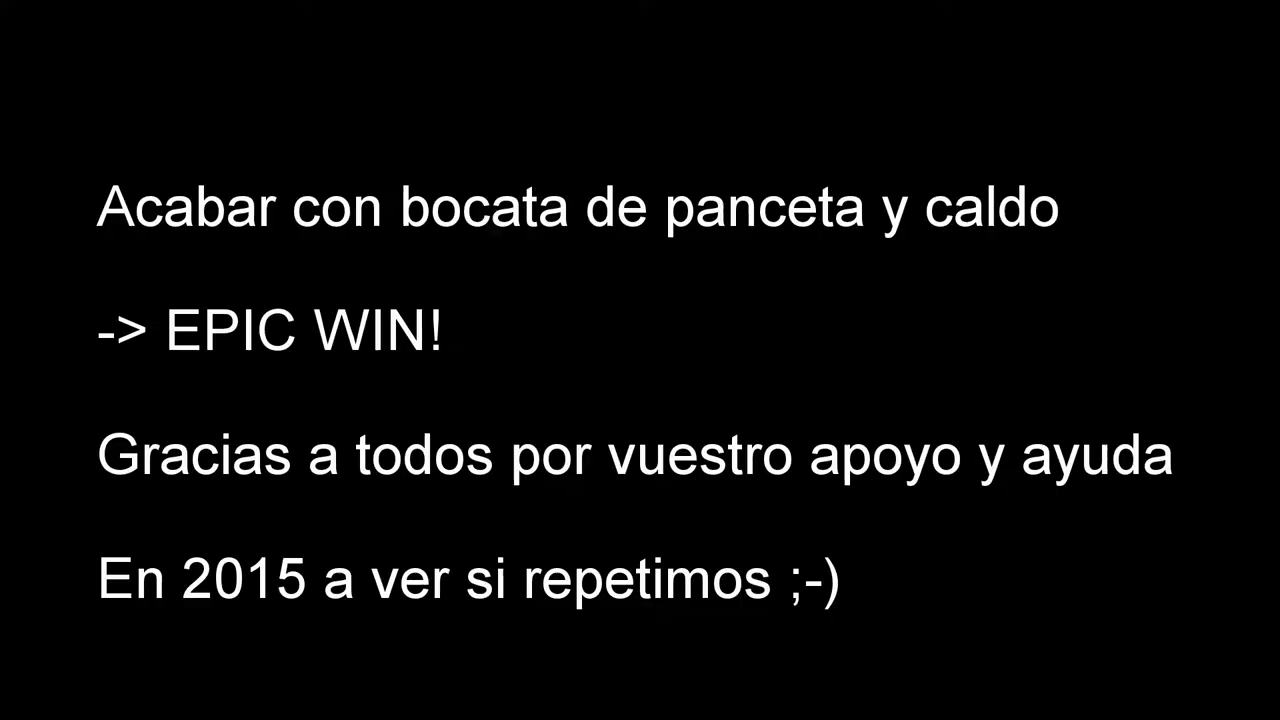 Acabar con bocata de panceta y caldo
-> EPIC WIN!
Gracias a todos por vuestro apoyo y ayuda
En 2015 a ver si repetimos ;-)